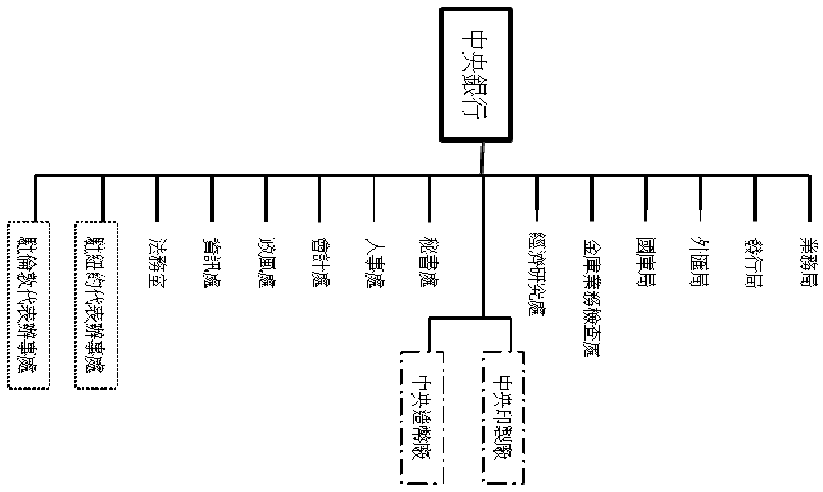 中央銀行
業務局
發行局
外匯局
國庫局
金庫業務檢查處
經濟研究處
秘書處
人事處
會計處
政風處
資訊處
法務室
駐紐約代表辦事處
駐倫敦代表辦事處
中央印製廠
中央造幣廠